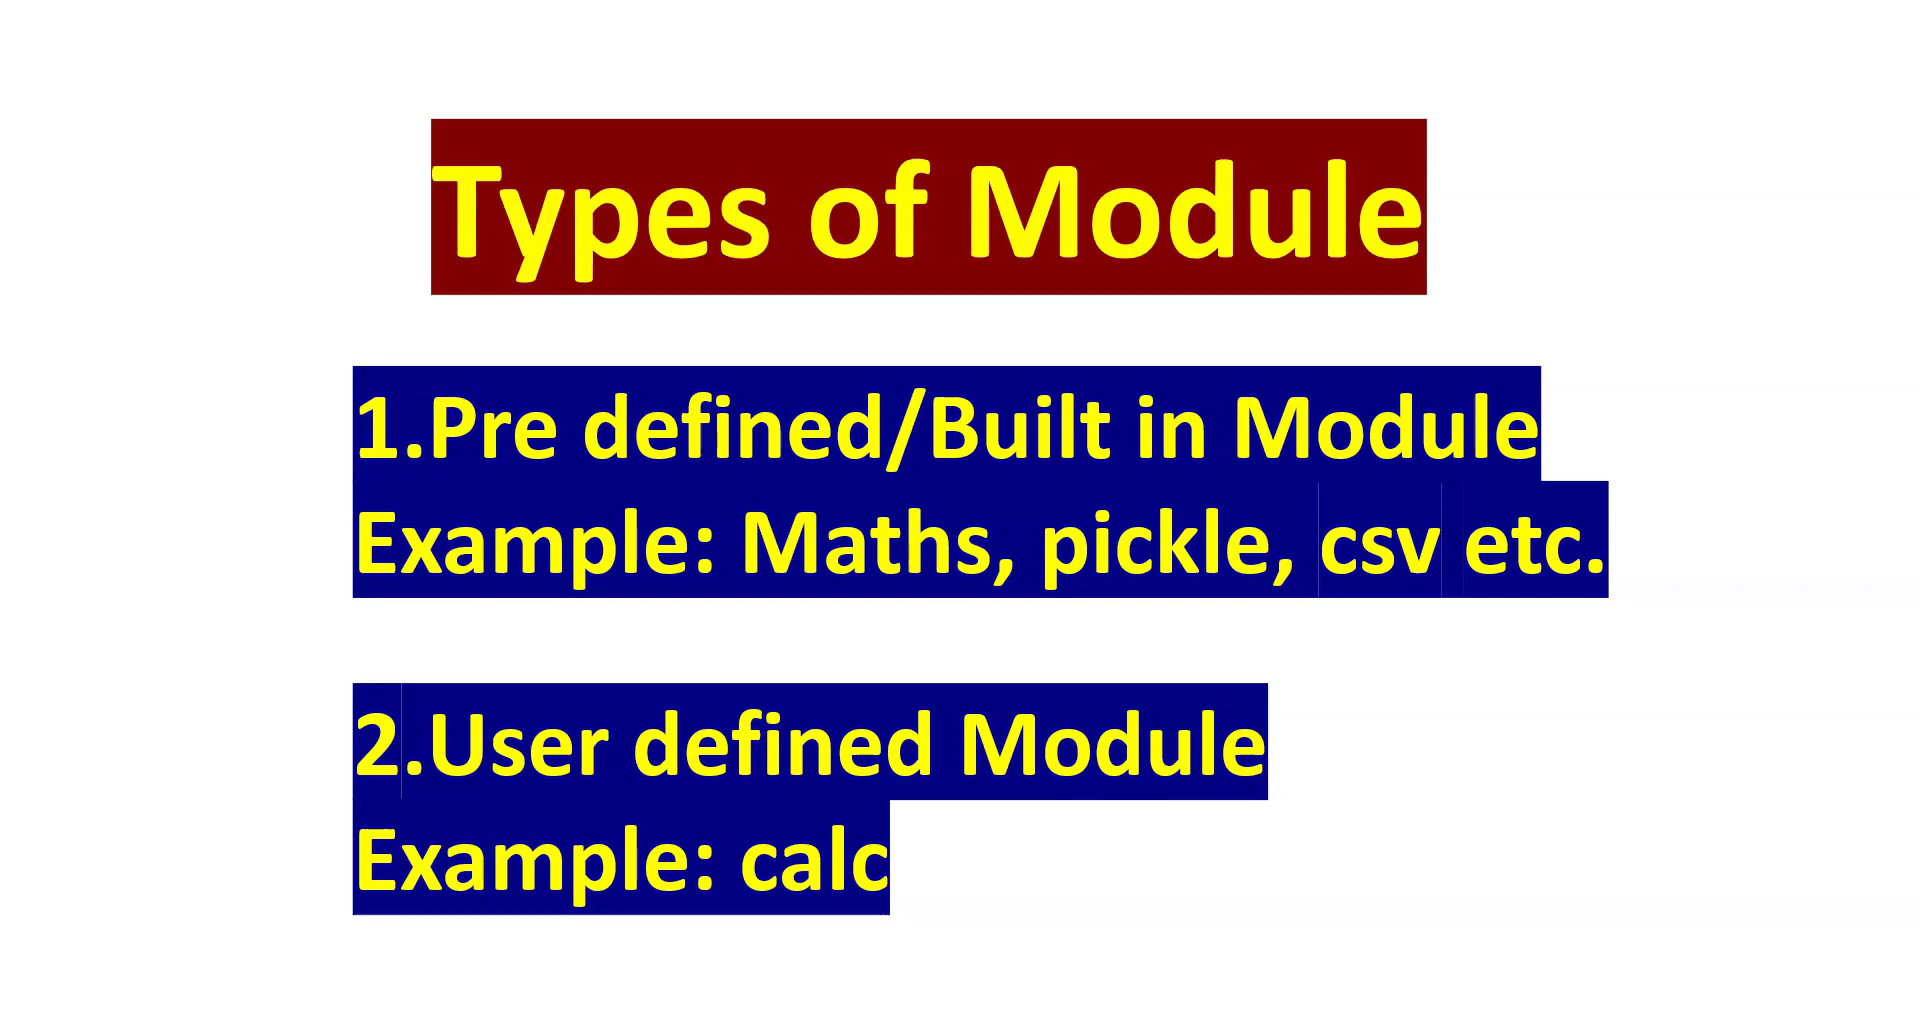 Types of Module
1.Pre defined/Built in Module
Example: Maths, pickle, csv etc.
2.User defined Module
Example: calc